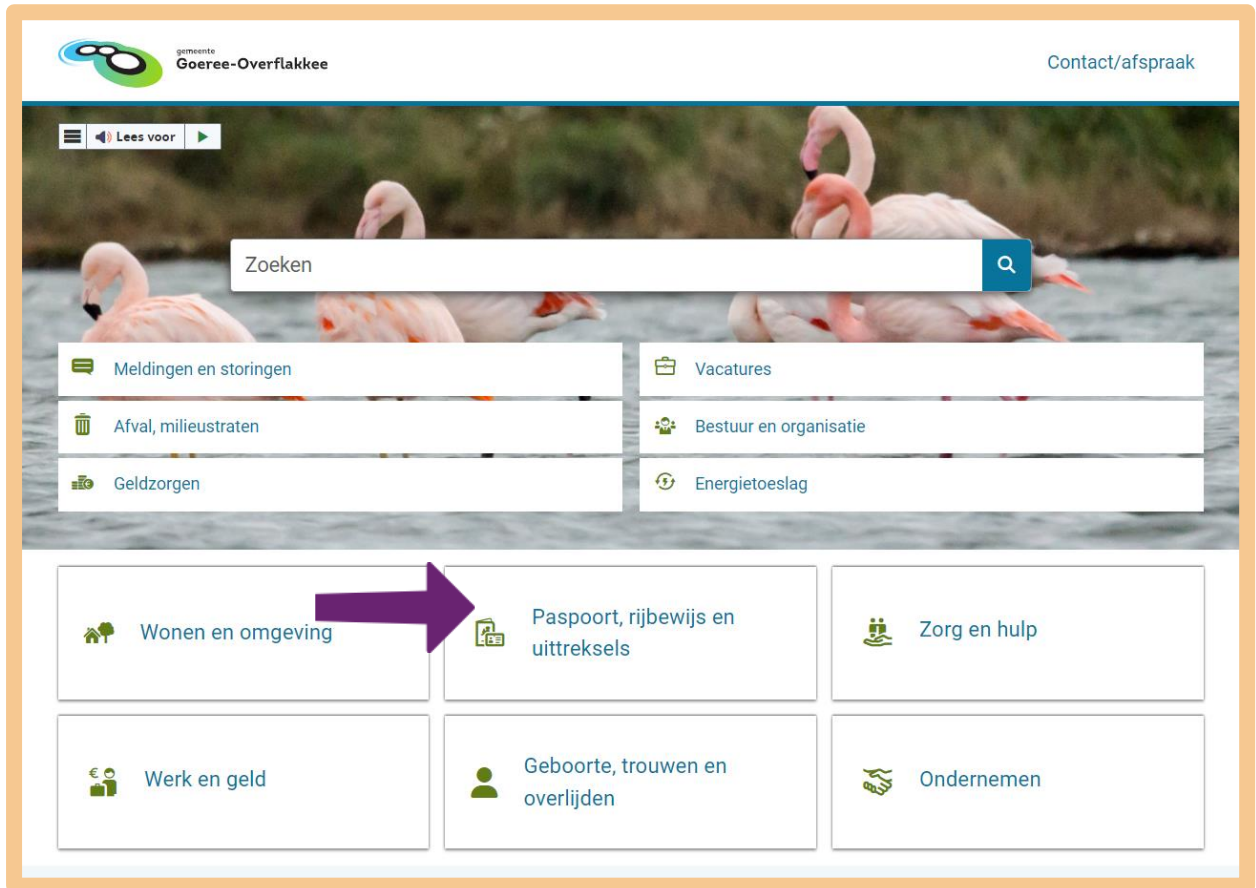 gemeente
Goeree-Overflakkee
Contact/afspraak
Lees voor
Zoeken
Meldingen en storingen
Vacatures
Afval, milieustraten
Bestuur en organisatie
Geldzorgen
Energietoeslag
Wonen en omgeving
Paspoort, rijbewijs en
uittreksels
Zorg en hulp
Werk en geld
Geboorte, trouwen en
overlijden
Ondernemen